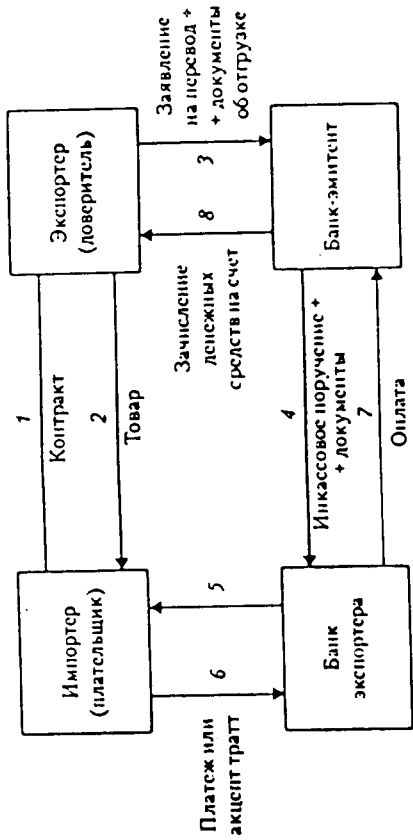 Импортер
(плательщик)
1
Контракт
2
Товар
Экспортер
(доверитель)
Платеж или
акцепт тратт
6
5
Зачисление
денежных
средств на счет
8
3
Заявление
на перевод +
+ документы
об отгрузке
Банк
экспортера
4
Инкассовое поручение +
+ документы
7
Оплата
Банк-эмитент